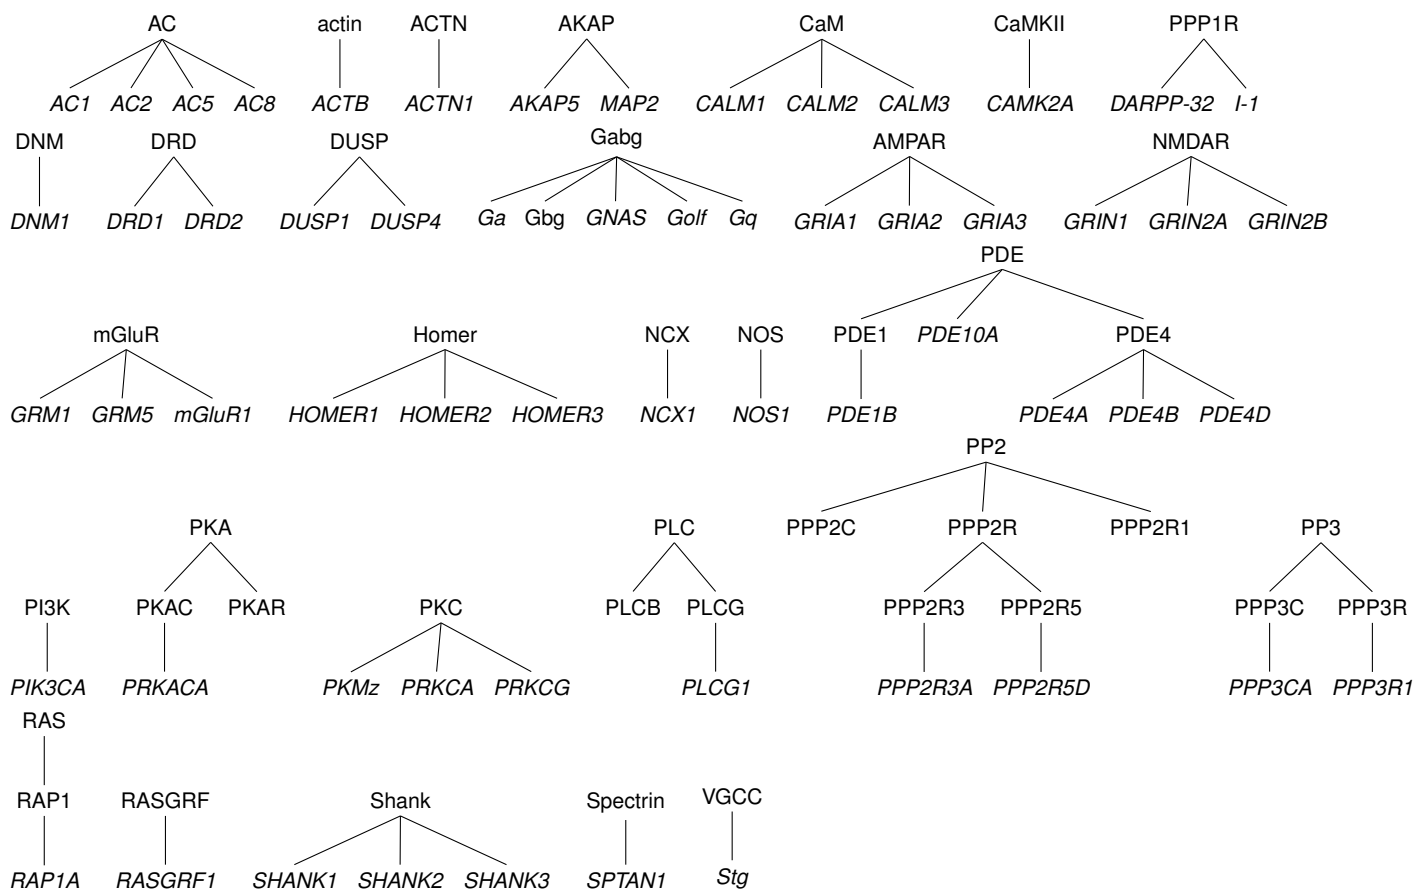 AC actin ACTN AKAP CaM CaMKII PPP1R
AC1 AC2 AC5 AC8 ACTB ACTN1 AKAP5 MAP2 CALM1 CALM2 CALM3 CAMK2A DARPP-32 I-1
DNM DRD DUSP Gabg AMPAR NMDAR
DNM1 DRD1 DRD2 DUSP1 DUSP4 Ga Gbg GNAS Golf Gq GRIA1 GRIA2 GRIA3 GRIN1 GRIN2A GRIN2B
PDE
mGluR Homer NCX NOS PDE1 PDE10A PDE4
GRM1 GRM5 mGluR1 HOMER1 HOMER2 HOMER3 NCX1 NOS1 PDE1B PDE4A PDE4B PDE4D
PP2
PKA PLC PPP2C PPP2R PPP2R1 PP3
PI3K PKAC PKAR PKC PLCB PLCG PPP2R3 PPP2R5 PPP3C PPP3R
PIK3CA PRKACA PKMz PRKCA PRKCG PLCG1 PPP2R3A PPP2R5D PPP3CA PPP3R1
RAS
RAP1 RASGRF Shank Spectrin VGCC
RAP1A RASGRF1 SHANK1 SHANK2 SHANK3 SPTAN1 Stg